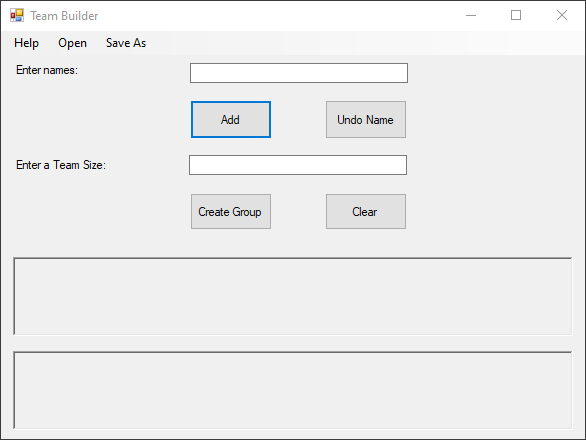 Team Builder
Help Open Save As
Enter names:
Add Undo Name
Enter a Team Size:
Create Group Clear